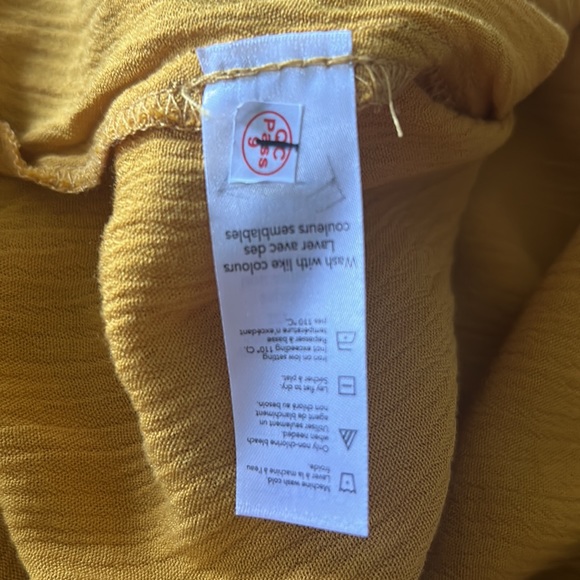 Machine wash cold.
Laver à la machine à l'eau
froide.
Only non-chlorine bleach
when needed.
Utiliser seulement un
agent de blanchiment
non chloré au besoin.
Lay flat to dry.
Sécher à plat.
Iron on low setting
(not exceeding 110°C).
Repasser à basse
température n'excédant
pas 110°C.
Wash with like colours
Laver avec des
couleurs semblables
QC
Pass
9